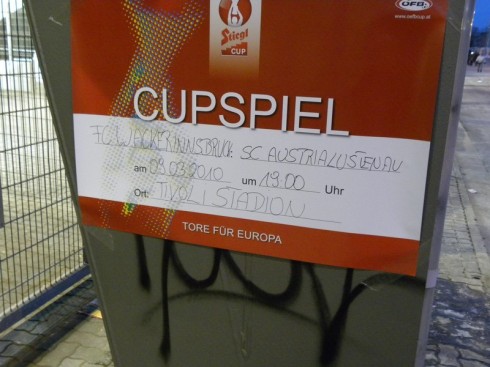 ÖFB
www.oefbcup.at
Stiegl
CUP
CUPSPIEL
FC WACKER INNSBRUCK : SC AUSTRIA LUSTENAU
am 09.03.2010 um 19:00 Uhr
Ort: TIVOLI STADION
TORE FÜR EUROPA